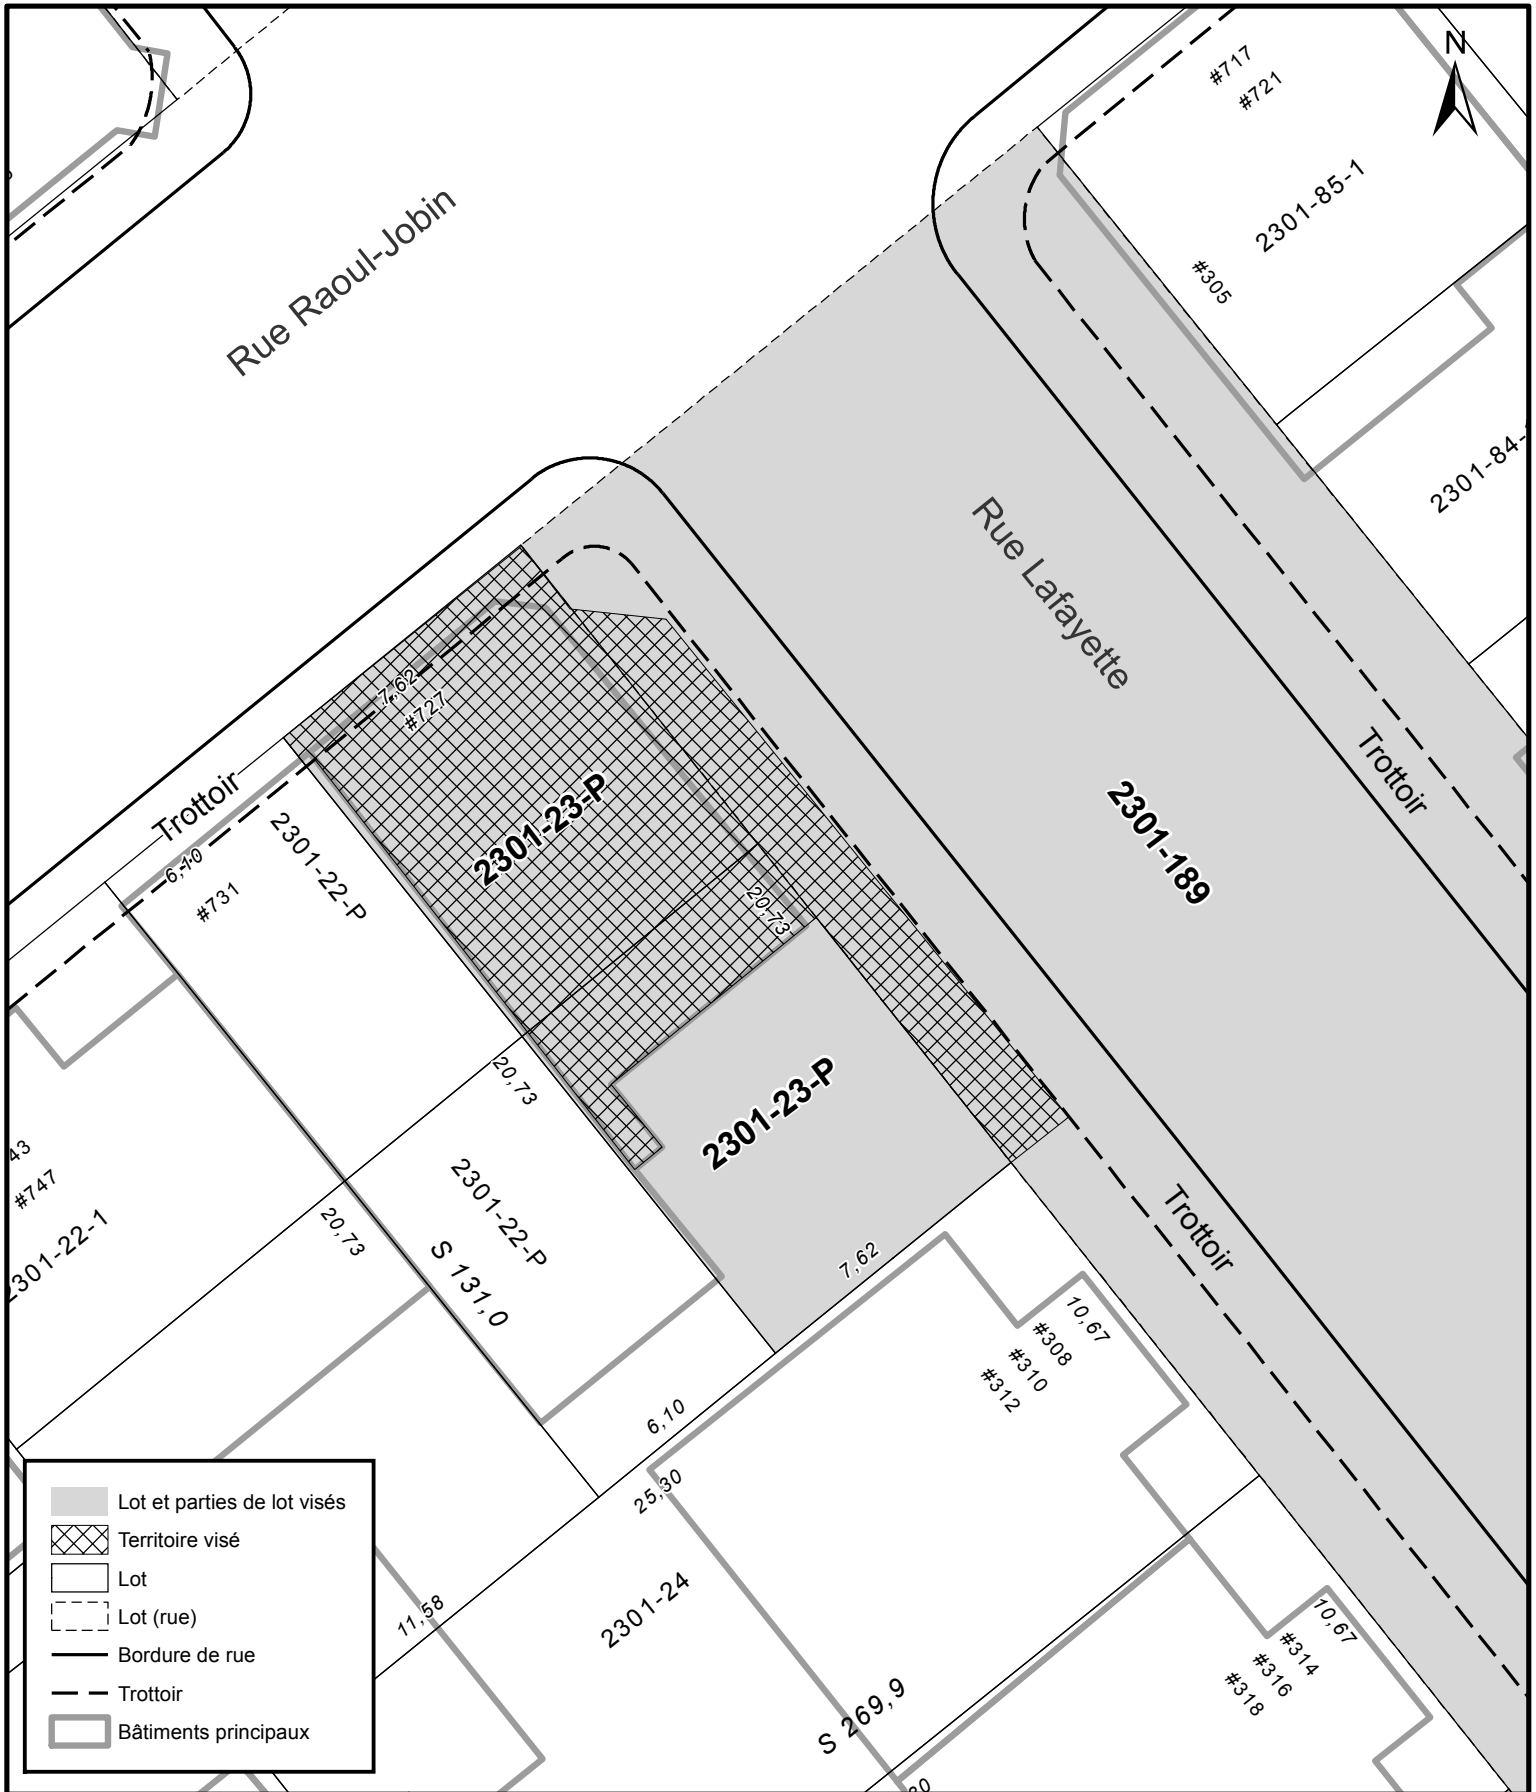 N
#717
#721
2301-85-1
#305
Rue Raoul-Jobin
2301-84-
Rue Lafayette
7,62
#727
2301-23-P
Trottoir
Trottoir
2301-189
6,10
#731
2301-22-P
20,73
2301-23-P
20,73
43
#747
2301-22-1
20,73
2301-22-P
S 131,0
Trottoir
7,62
10,67
#308
#310
#312
6,10
25,30
11,58
2301-24
S 269,9
10,67
#314
#316
#318
Lot et parties de lot visés
Territoire visé
Lot
Lot (rue)
Bordure de rue
Trottoir
Bâtiments principaux